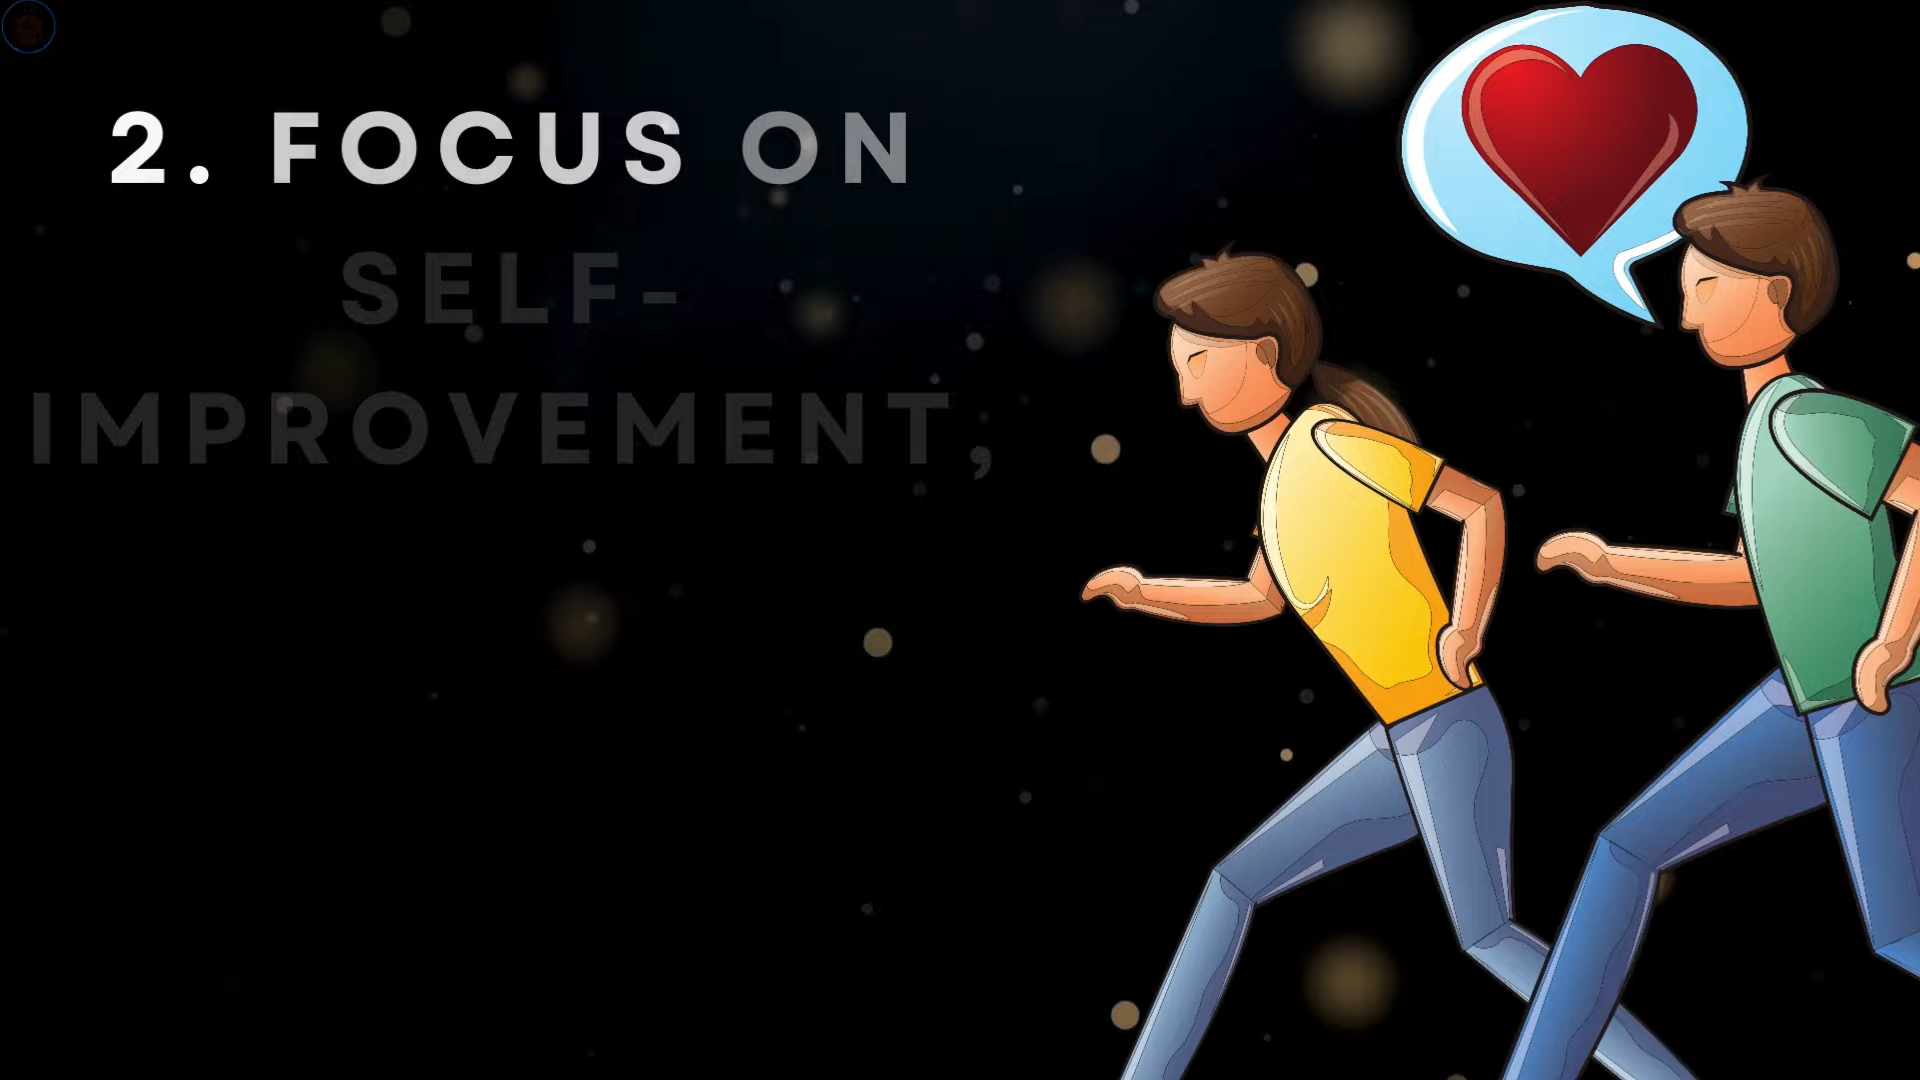 2. FOCUS ON
SELF-
IMPROVEMENT,